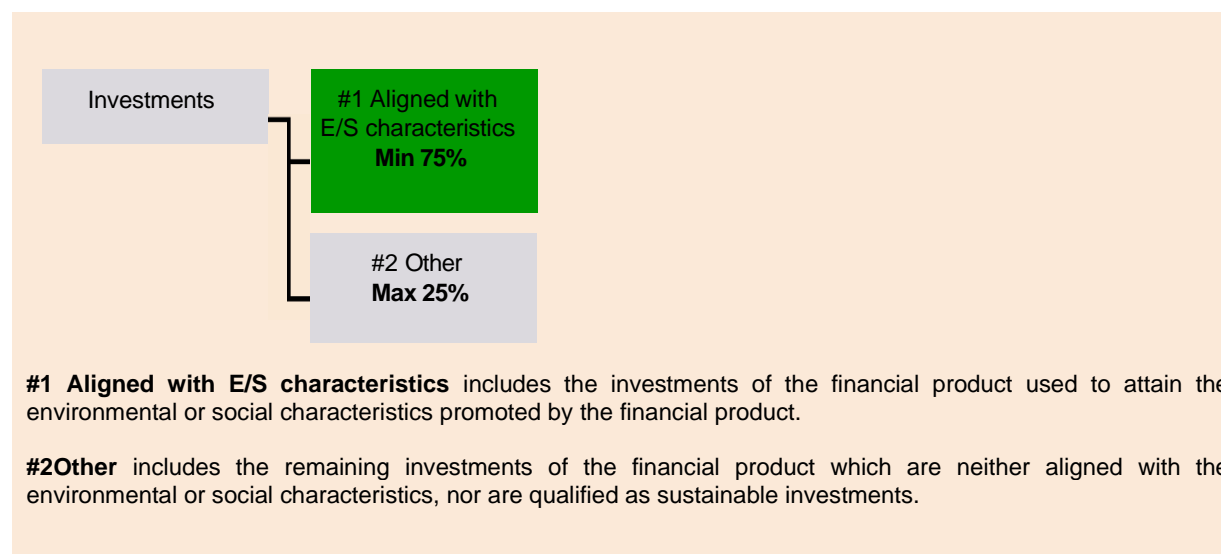 Investments
#1 Aligned with
E/S characteristics
Min 75%
#2 Other
Max 25%
#1 Aligned with E/S characteristics includes the investments of the financial product used to attain the
environmental or social characteristics promoted by the financial product.
#2Other includes the remaining investments of the financial product which are neither aligned with the
environmental or social characteristics, nor are qualified as sustainable investments.